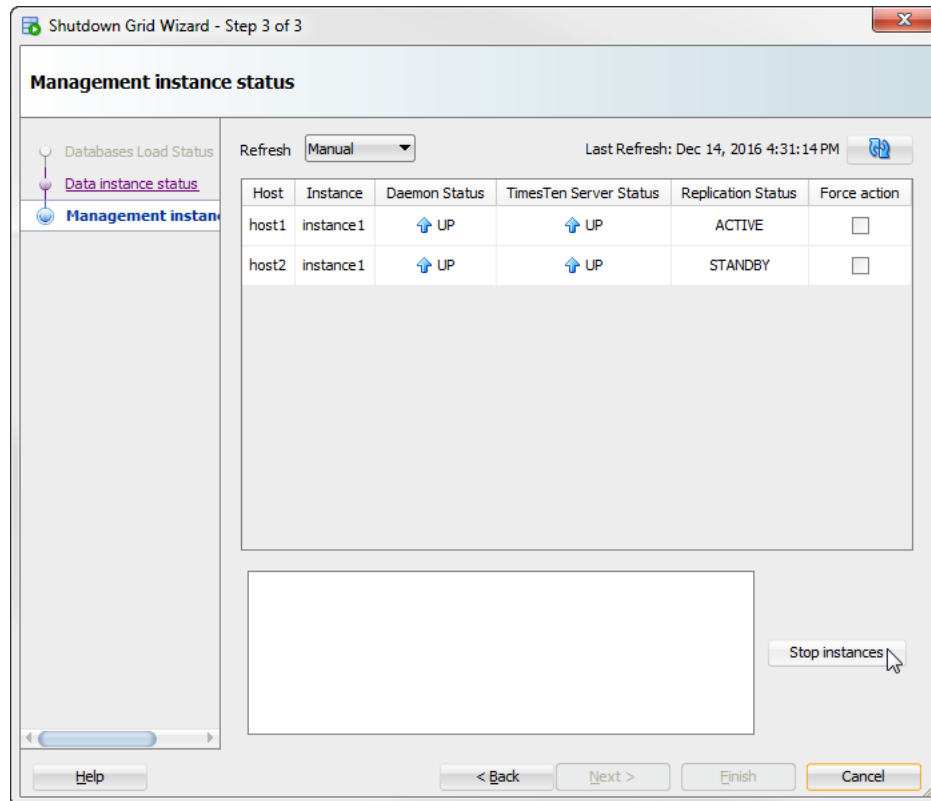 Shutdown Grid Wizard - Step 3 of 3
Management instance status
Databases Load Status
Data instance status
Management instan
Refresh Manual Last Refresh: Dec 14, 2016 4:31:14 PM
Host Instance Daemon Status TimesTen Server Status Replication Status Force action
host1 instance1 UP UP ACTIVE
host2 instance1 UP UP STANDBY
Stop instances
Help < Back Next > Finish Cancel